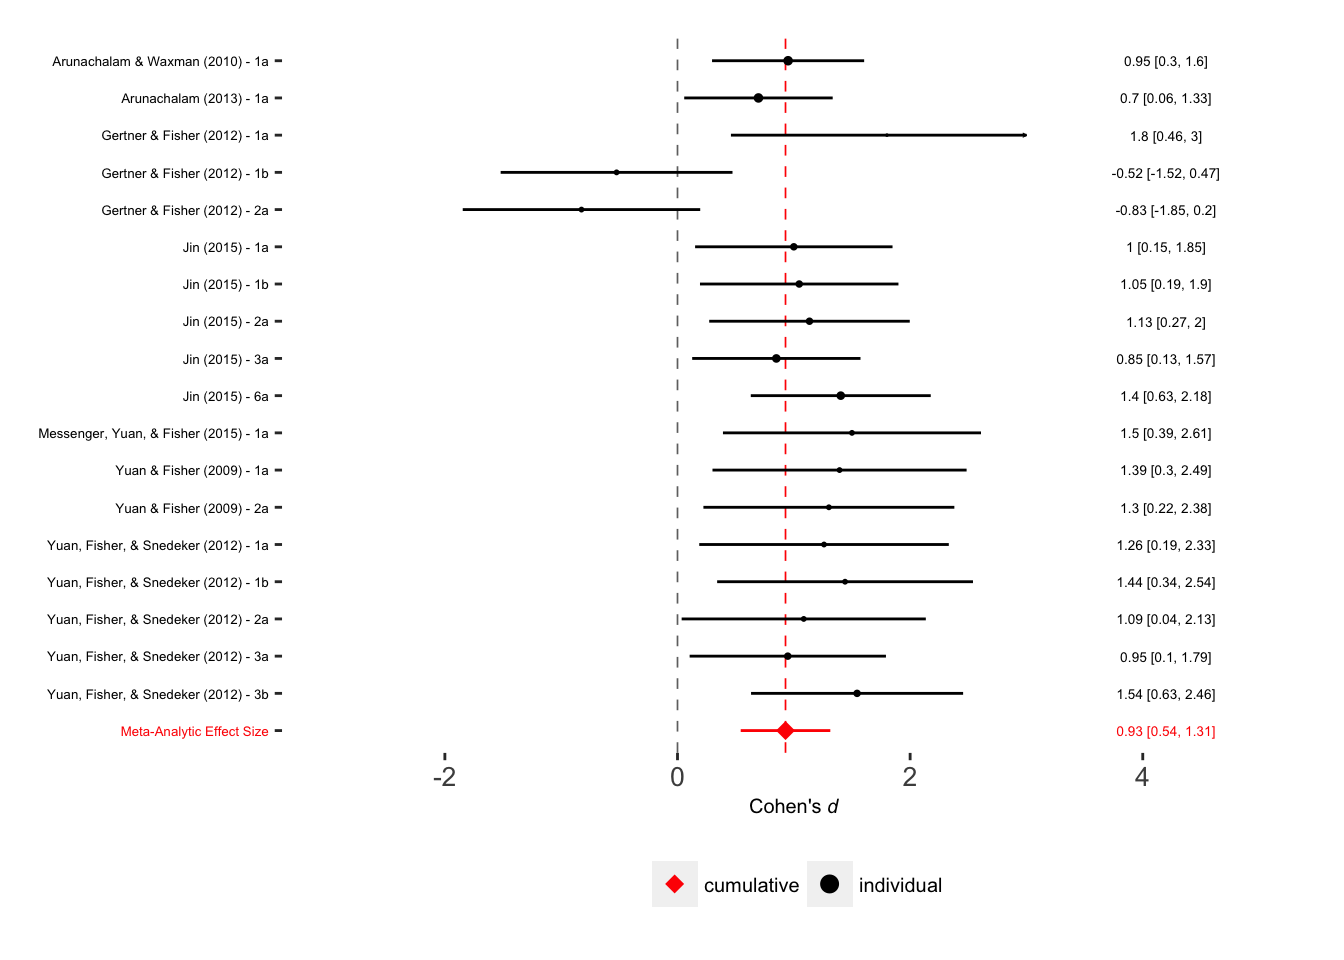 Arunachalam & Waxman (2010) - 1a 0.95 [0.3, 1.6]
Arunachalam (2013) - 1a 0.7 [0.06, 1.33]
Gertner & Fisher (2012) - 1a 1.8 [0.46, 3]
Gertner & Fisher (2012) - 1b -0.52 [-1.52, 0.47]
Gertner & Fisher (2012) - 2a -0.83 [-1.85, 0.2]
Jin (2015) - 1a 1 [0.15, 1.85]
Jin (2015) - 1b 1.05 [0.19, 1.9]
Jin (2015) - 2a 1.13 [0.27, 2]
Jin (2015) - 3a 0.85 [0.13, 1.57]
Jin (2015) - 6a 1.4 [0.63, 2.18]
Messenger, Yuan, & Fisher (2015) - 1a 1.5 [0.39, 2.61]
Yuan & Fisher (2009) - 1a 1.39 [0.3, 2.49]
Yuan & Fisher (2009) - 2a 1.3 [0.22, 2.38]
Yuan, Fisher, & Snedeker (2012) - 1a 1.26 [0.19, 2.33]
Yuan, Fisher, & Snedeker (2012) - 1b 1.44 [0.34, 2.54]
Yuan, Fisher, & Snedeker (2012) - 2a 1.09 [0.04, 2.13]
Yuan, Fisher, & Snedeker (2012) - 3a 0.95 [0.1, 1.79]
Yuan, Fisher, & Snedeker (2012) - 3b 1.54 [0.63, 2.46]
Meta-Analytic Effect Size 0.93 [0.54, 1.31]
-2 0 2 4
Cohen's d
cumulative individual